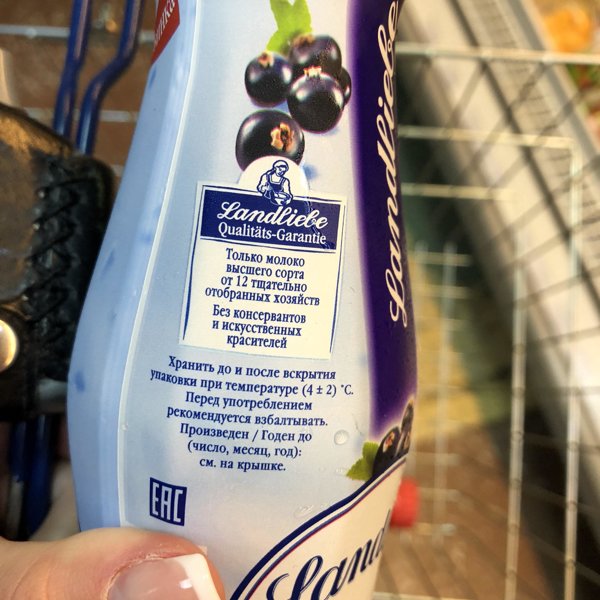 Landliebe
Landliebe
Qualitäts-Garantie
Только молоко
высшего сорта
от 12 тщательно
отобранных хозяйств
Без консервантов
и искусственных
красителей
Хранить до и после вскрытия
упаковки при температуре (4 ± 2) °С.
Перед употреблением
рекомендуется взбалтывать.
Произведен / Годен до
(число, месяц, год):
см. на крышке.
EAC